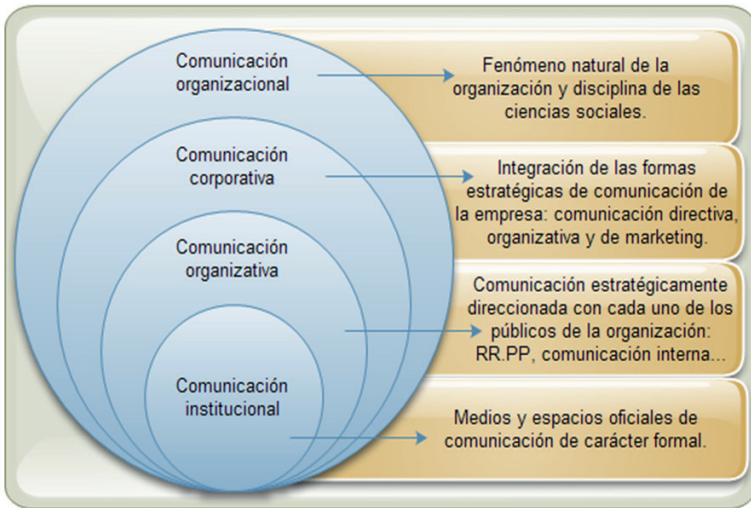 Comunicación
organizacional
Fenómeno natural de la
organización y disciplina de las
ciencias sociales.
Comunicación
corporativa
Integración de las formas
estratégicas de comunicación de
la empresa: comunicación directiva,
organizativa y de marketing.
Comunicación
organizativa
Comunicación estratégicamente
direccionada con cada uno de los
públicos de la organización:
RR.PP, comunicación interna...
Comunicación
institucional
Medios y espacios oficiales de
comunicación de carácter formal.